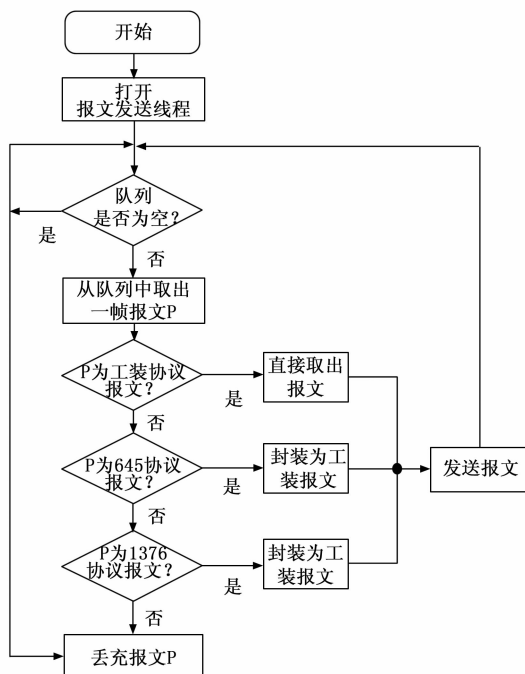 开始
打开
报文发送线程
队列
是否为空?
是
否
从队列中取出
一帧报文P
P为工装协议
报文?
是
直接取出
报文
否
P为645协议
报文?
是
封装为工
装报文
发送报文
否
P为1376
协议报文?
是
封装为工
装报文
否
丢充报文P